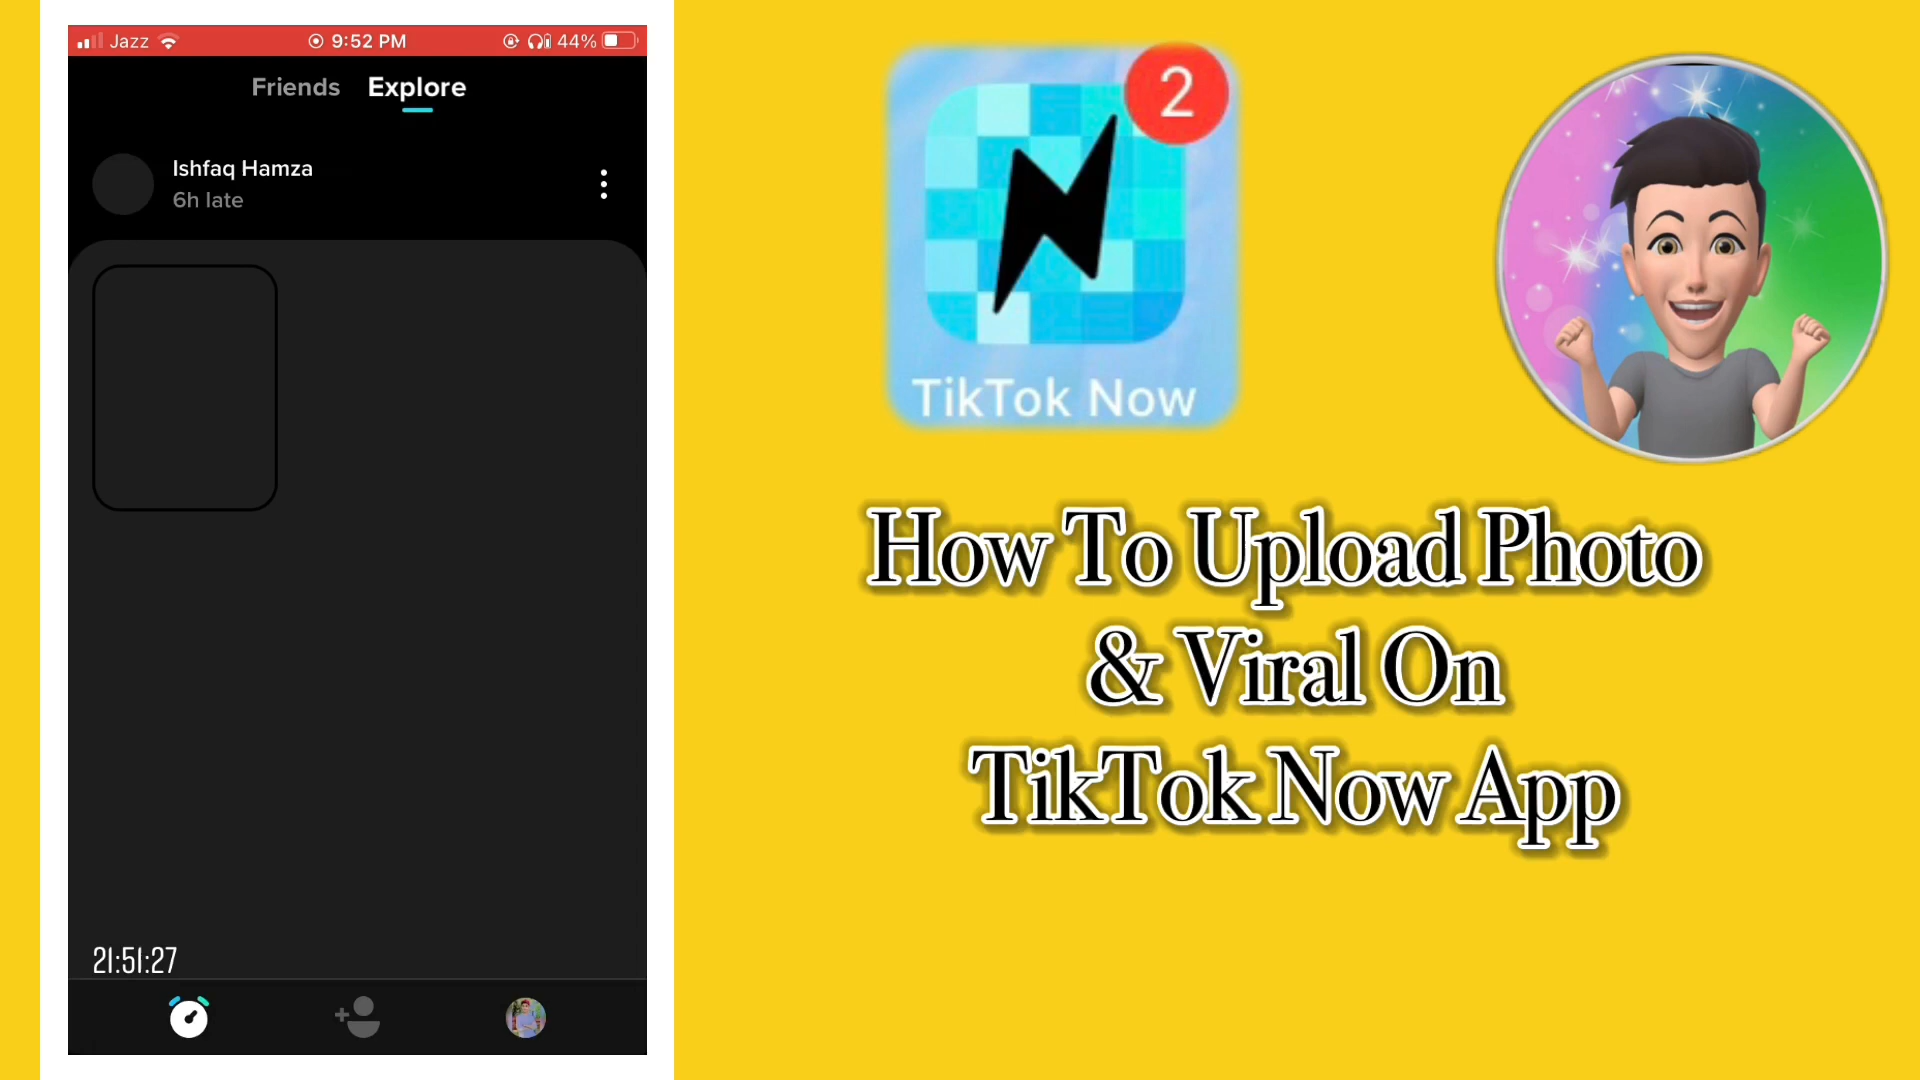 Jazz 9:52 PM 44%
Friends Explore
Ishfaq Hamza
6h late
21:51:27
2
TikTok Now
How To Upload Photo
& Viral On
TikTok Now App